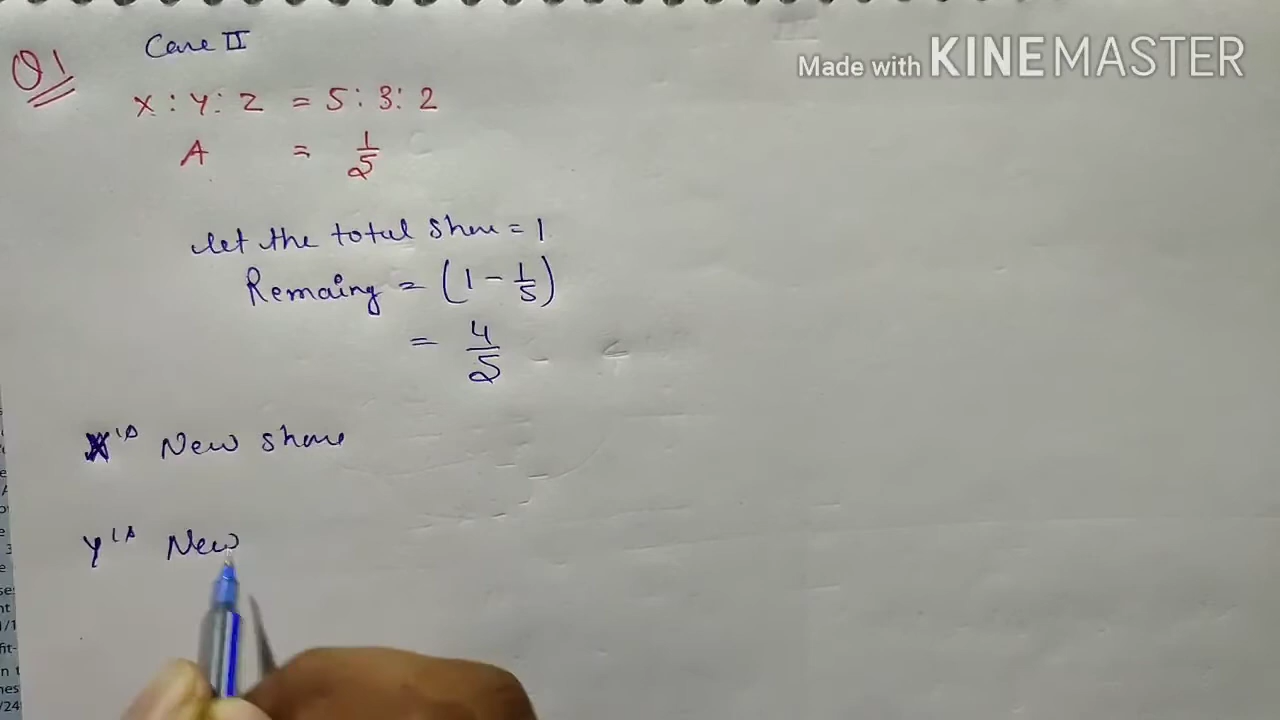 Made with KINEMASTER
Q1
Case II
X : Y : Z = 5 : 3 : 2
A = 1/5
let the total share = 1
Remaing = (1 - 1/5)
= 4/5
X's New share
Y's New